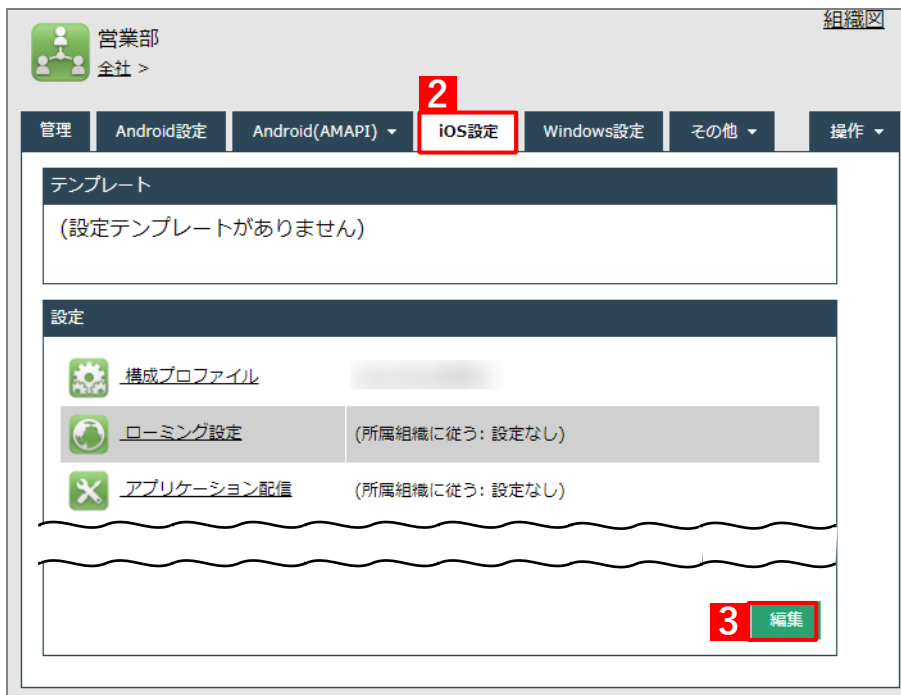 組織図
営業部
全社 >
2
管理 Android設定 Android(AMAPI) iOS設定 Windows設定 その他 操作
テンプレート
(設定テンプレートがありません)
設定
構成プロファイル
ローミング設定 (所属組織に従う: 設定なし)
アプリケーション配信 (所属組織に従う: 設定なし)
3 編集